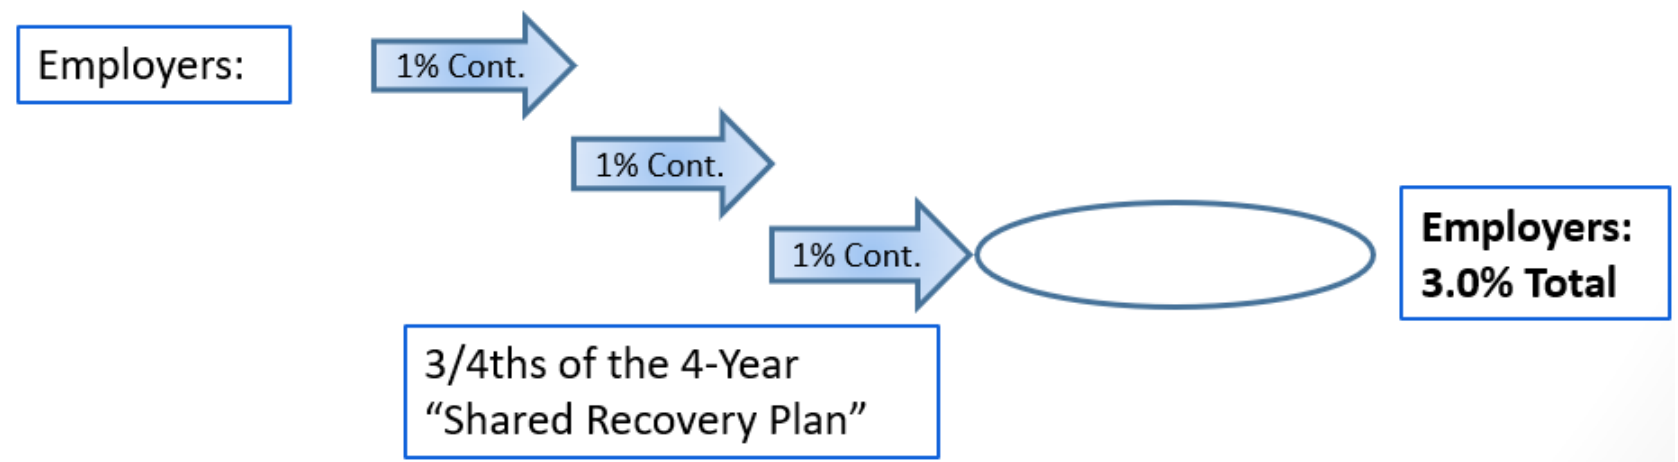 Employers:
1% Cont.
1% Cont.
1% Cont.
Employers:
3.0% Total
3/4ths of the 4-Year
“Shared Recovery Plan”